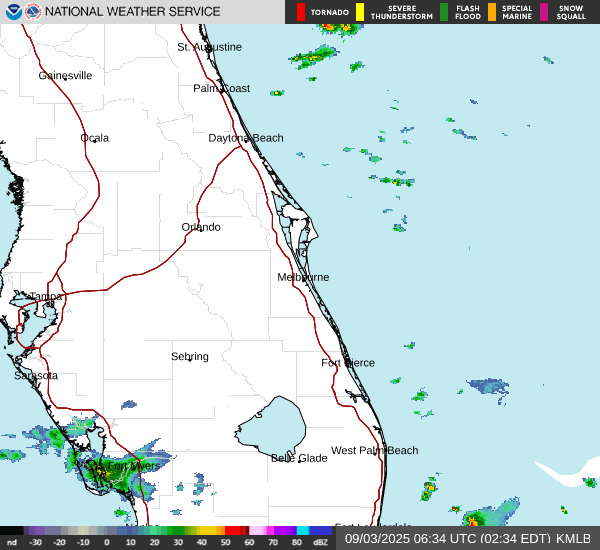 NATIONAL WEATHER SERVICE
TORNADO
SEVERE THUNDERSTORM
FLASH FLOOD
SPECIAL MARINE
SNOW SQUALL
St. Augustine
Gainesville
Palm Coast
Ocala
Daytona Beach
Orlando
Melbourne
Tampa
Sebring
Fort Pierce
Sarasota
West Palm Beach
Belle Glade
Fort Myers
nd -30 -20 -10 0 10 20 30 40 50 60 70 80 dBZ
09/03/2025 06:34 UTC (02:34 EDT) KMLB